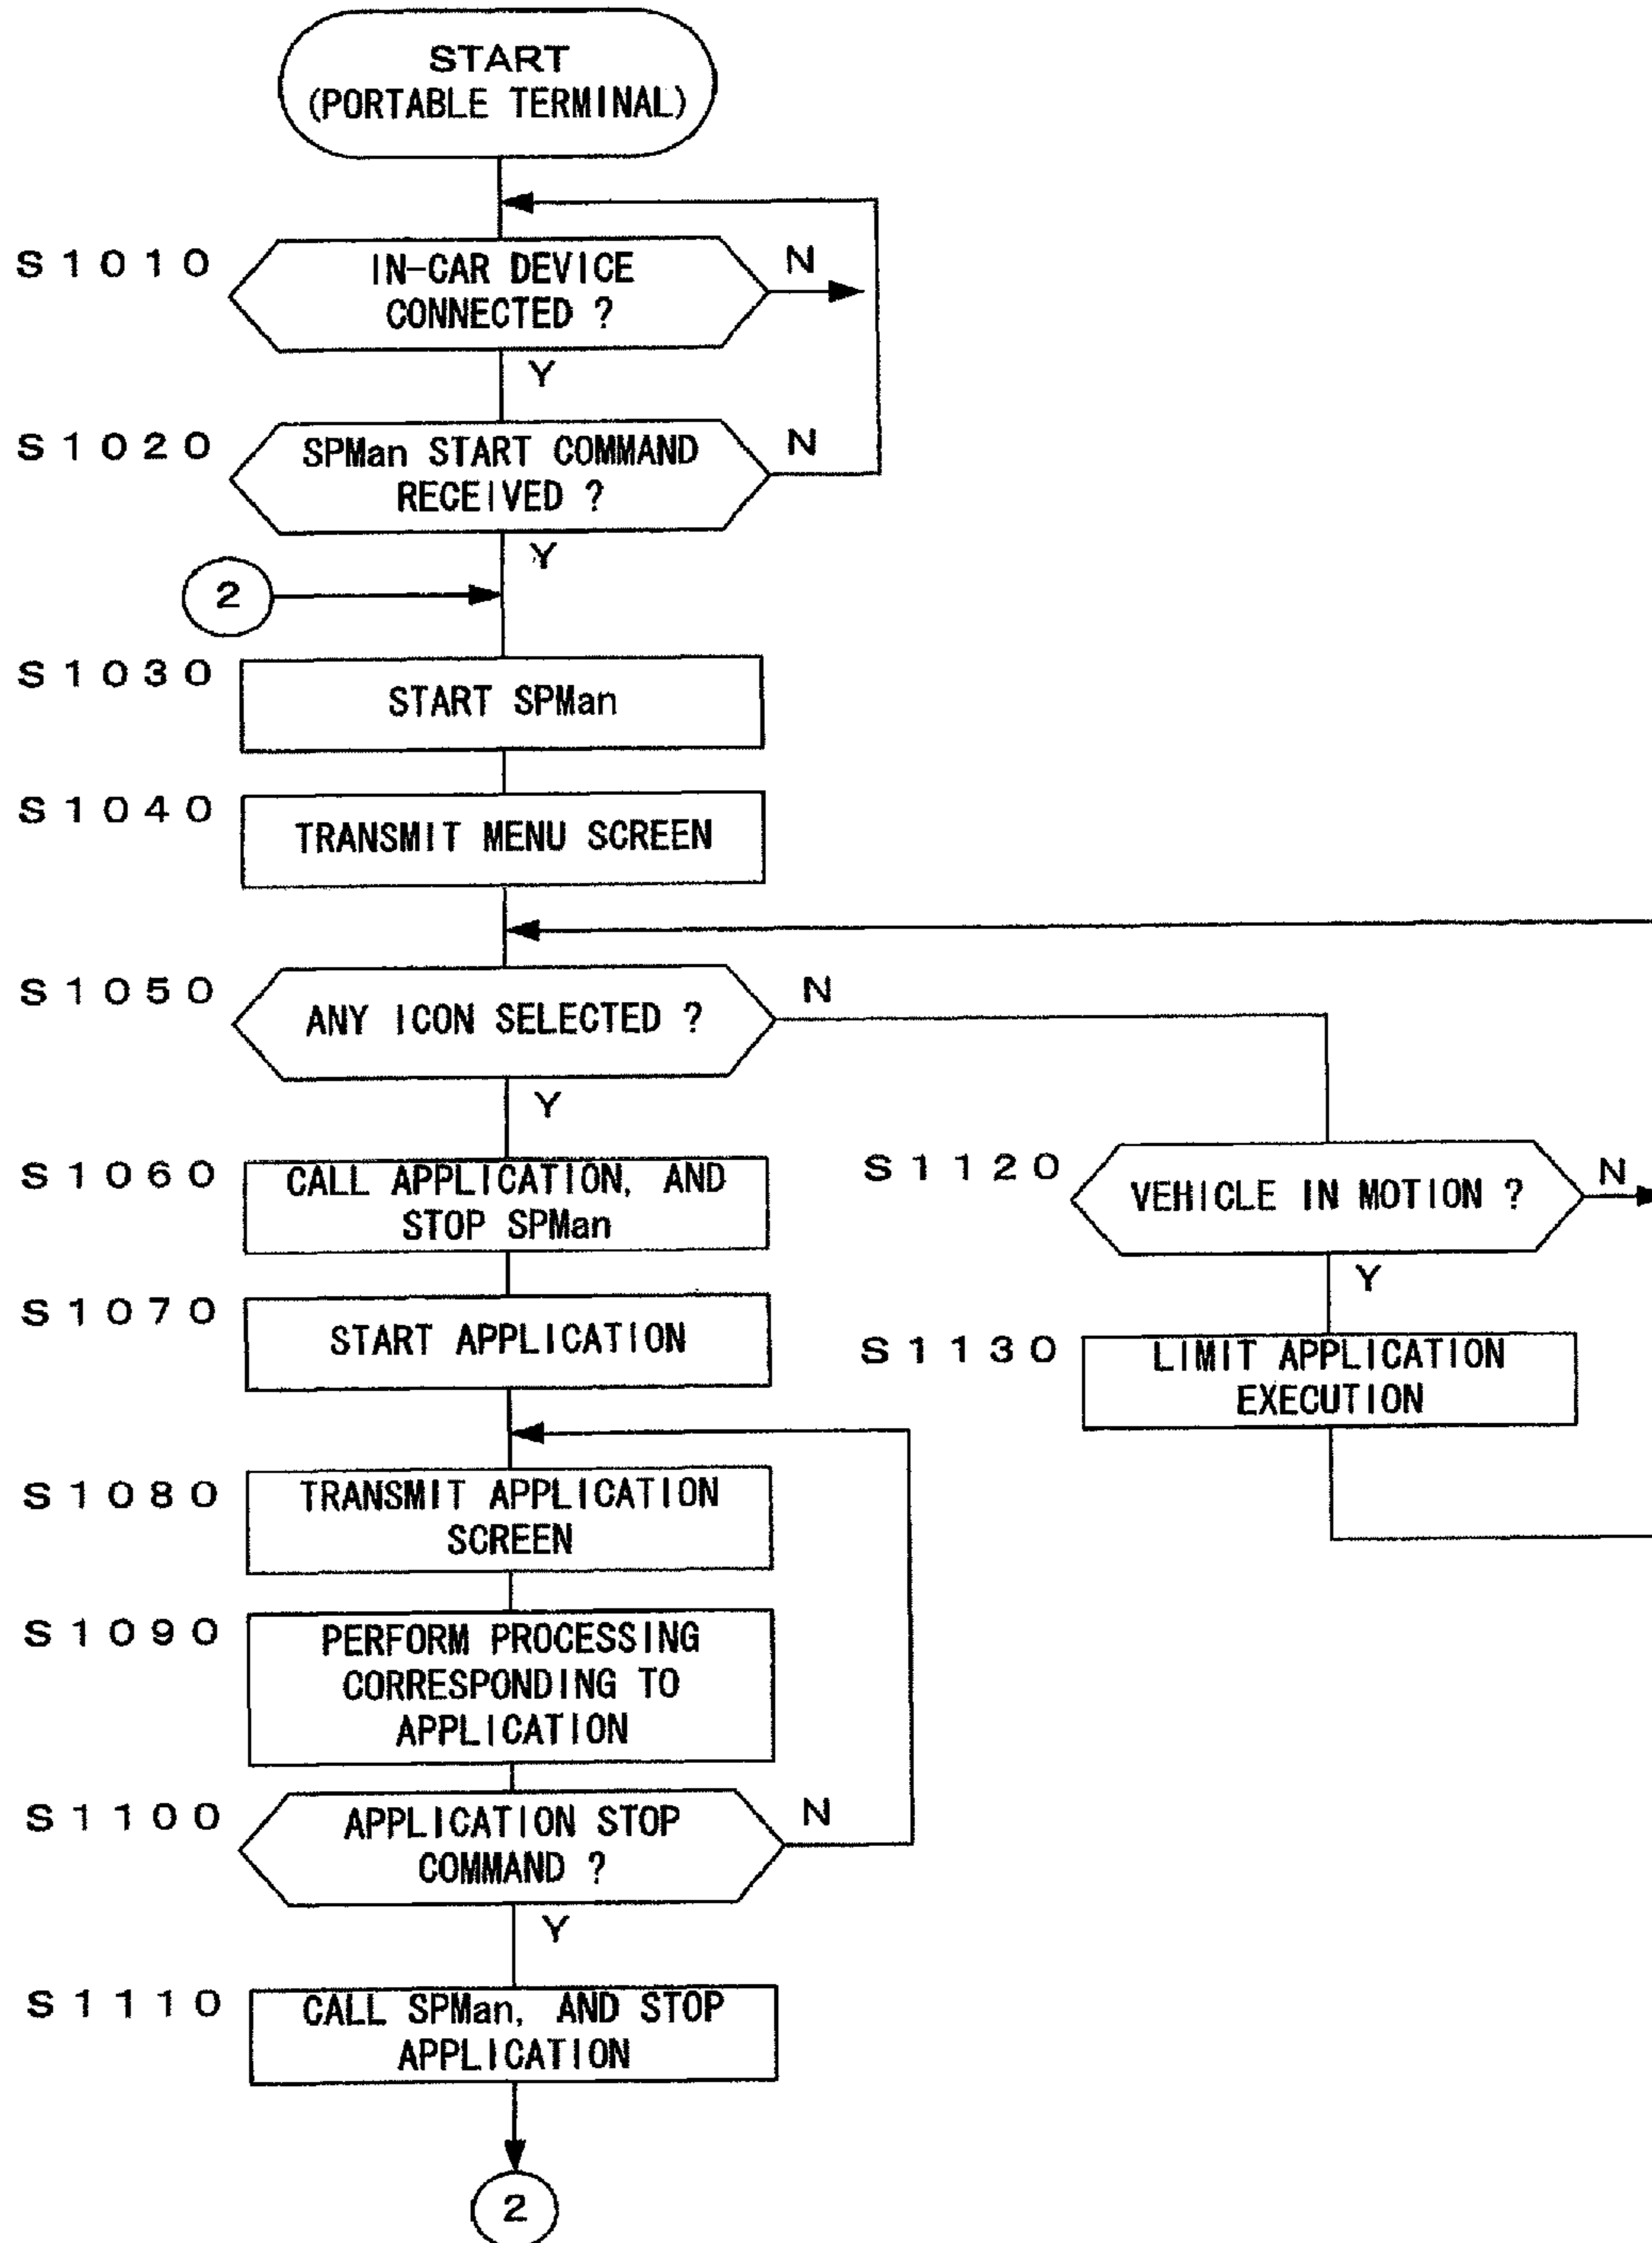 START
(PORTABLE TERMINAL)
S1010
IN-CAR DEVICE
CONNECTED ?
N
Y
S1020
SPMan START COMMAND
RECEIVED ?
N
Y
2
S1030
START SPMan
S1040
TRANSMIT MENU SCREEN
S1050
ANY ICON SELECTED ?
N
Y
S1060
CALL APPLICATION, AND
STOP SPMan
S1120
VEHICLE IN MOTION ?
N
Y
S1070
START APPLICATION
S1130
LIMIT APPLICATION
EXECUTION
S1080
TRANSMIT APPLICATION
SCREEN
S1090
PERFORM PROCESSING
CORRESPONDING TO
APPLICATION
S1100
APPLICATION STOP
COMMAND ?
N
Y
S1110
CALL SPMan, AND STOP
APPLICATION
2